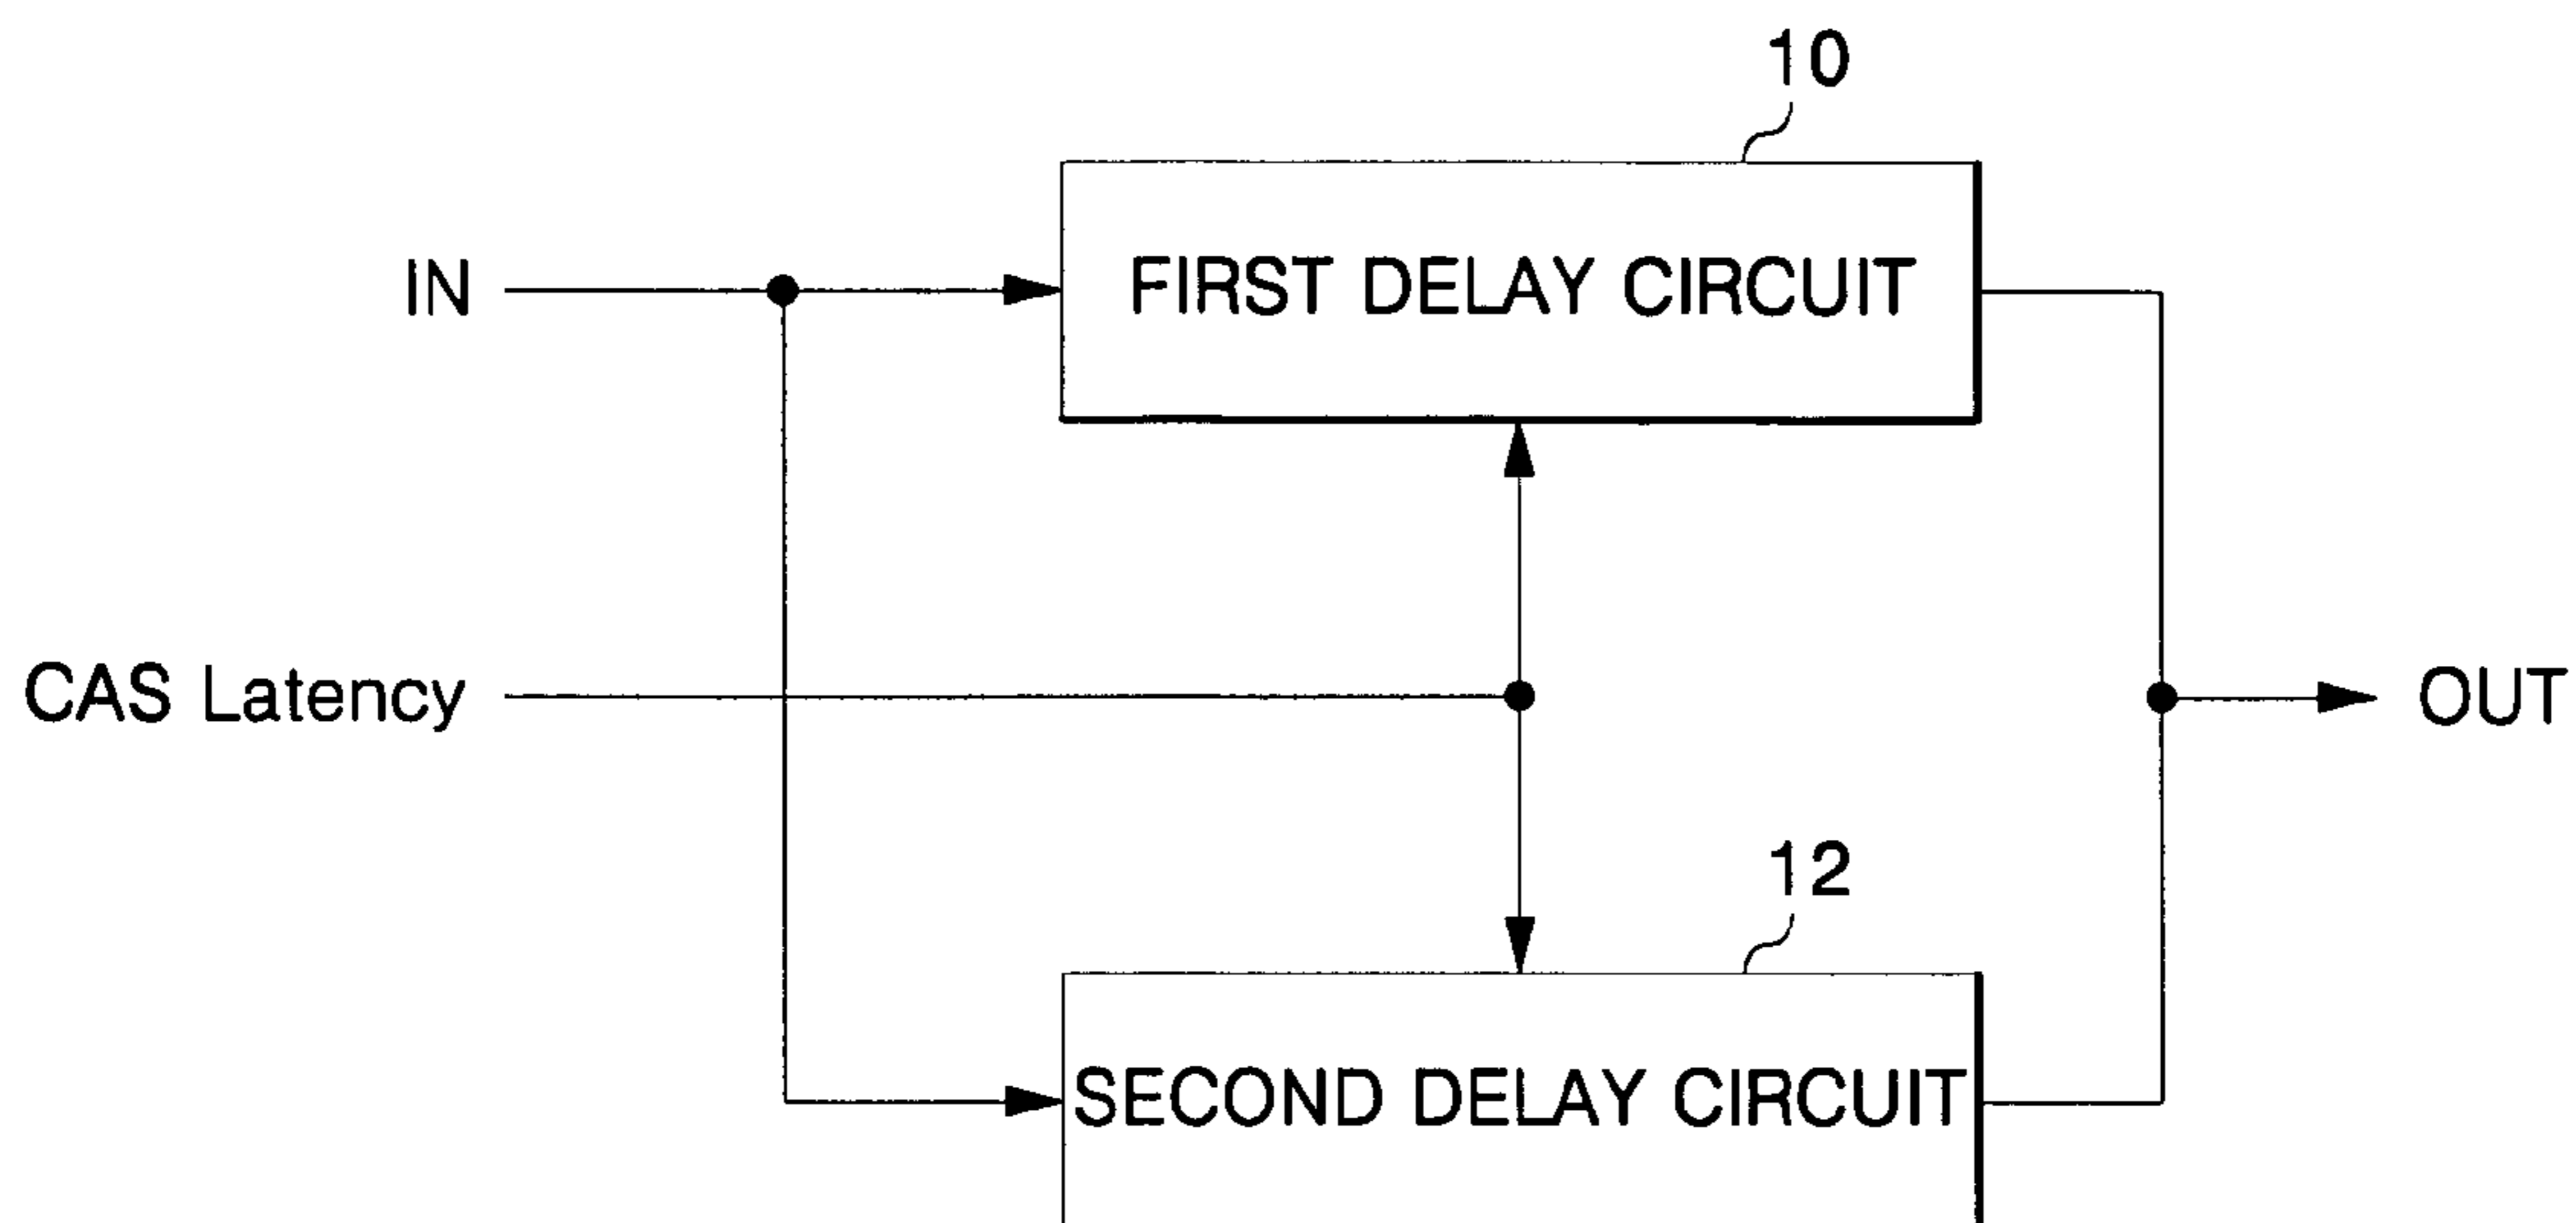 10
IN
FIRST DELAY CIRCUIT
CAS Latency
OUT
12
SECOND DELAY CIRCUIT